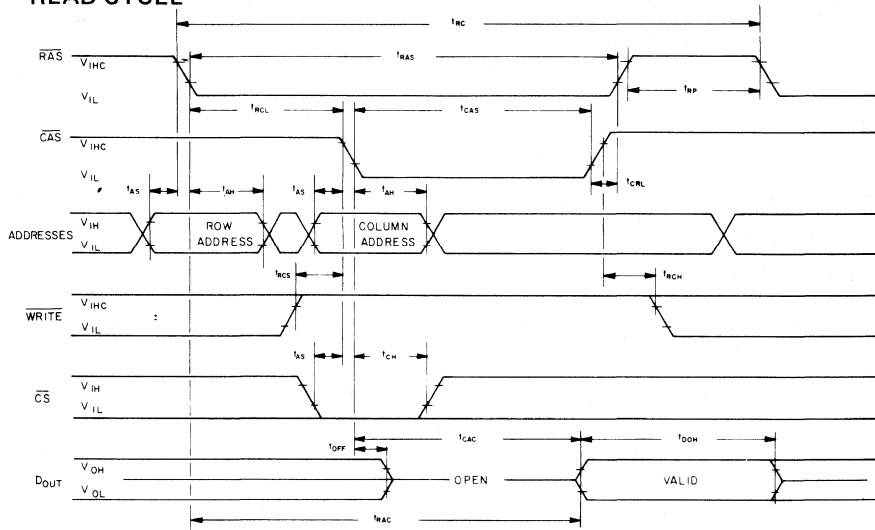 READ CYCLE
tRC
RAS
VIHC
VIL
tRAS
tRP
tRCL
tCAS
CAS
VIHC
VIL
tCRL
tAS
tAH
tAS
tAH
ADDRESSES
VIH
VIL
ROW
ADDRESS
COLUMN
ADDRESS
tRCS
tRCH
WRITE
VIHC
VIL
tAS
tCH
CS
VIH
VIL
tOFF
tCAC
tDOH
DOUT
VOH
VOL
OPEN
VALID
tRAC